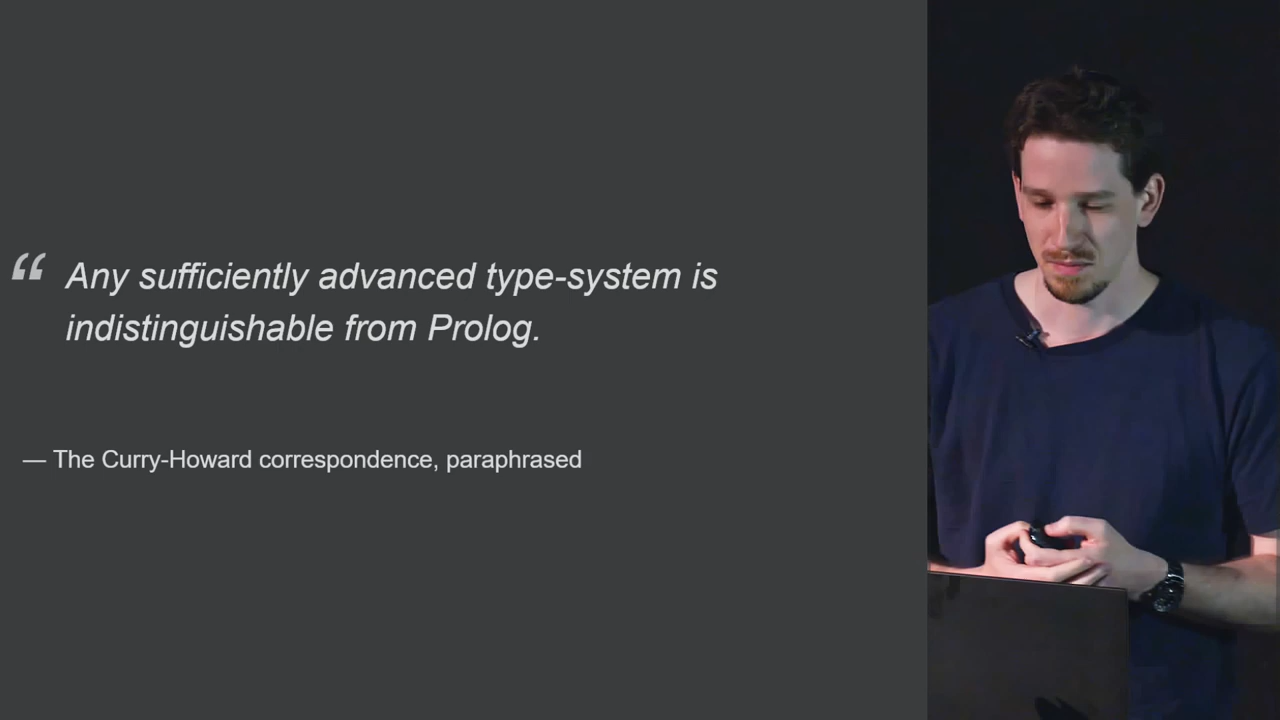 “ Any sufficiently advanced type-system is
indistinguishable from Prolog.
— The Curry-Howard correspondence, paraphrased